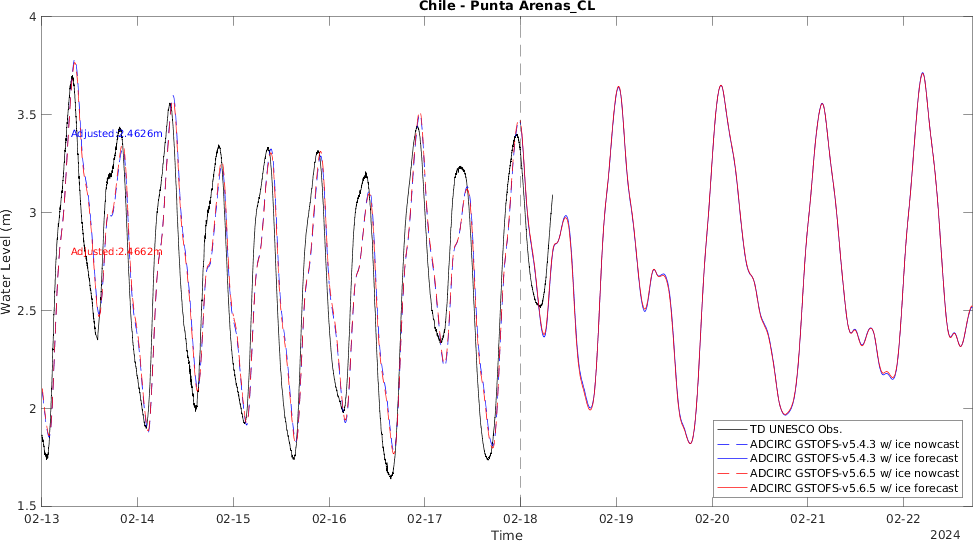 Chile - Punta Arenas_CL
4
3.5
3
2.5
2
1.5
Water Level (m)
Adjusted:2.4626m
Adjusted:2.4662m
TD UNESCO Obs.
ADCIRC GSTOFS-v5.4.3 w/ ice nowcast
ADCIRC GSTOFS-v5.4.3 w/ ice forecast
ADCIRC GSTOFS-v5.6.5 w/ ice nowcast
ADCIRC GSTOFS-v5.6.5 w/ ice forecast
02-13 02-14 02-15 02-16 02-17 02-18 02-19 02-20 02-21 02-22
Time
2024